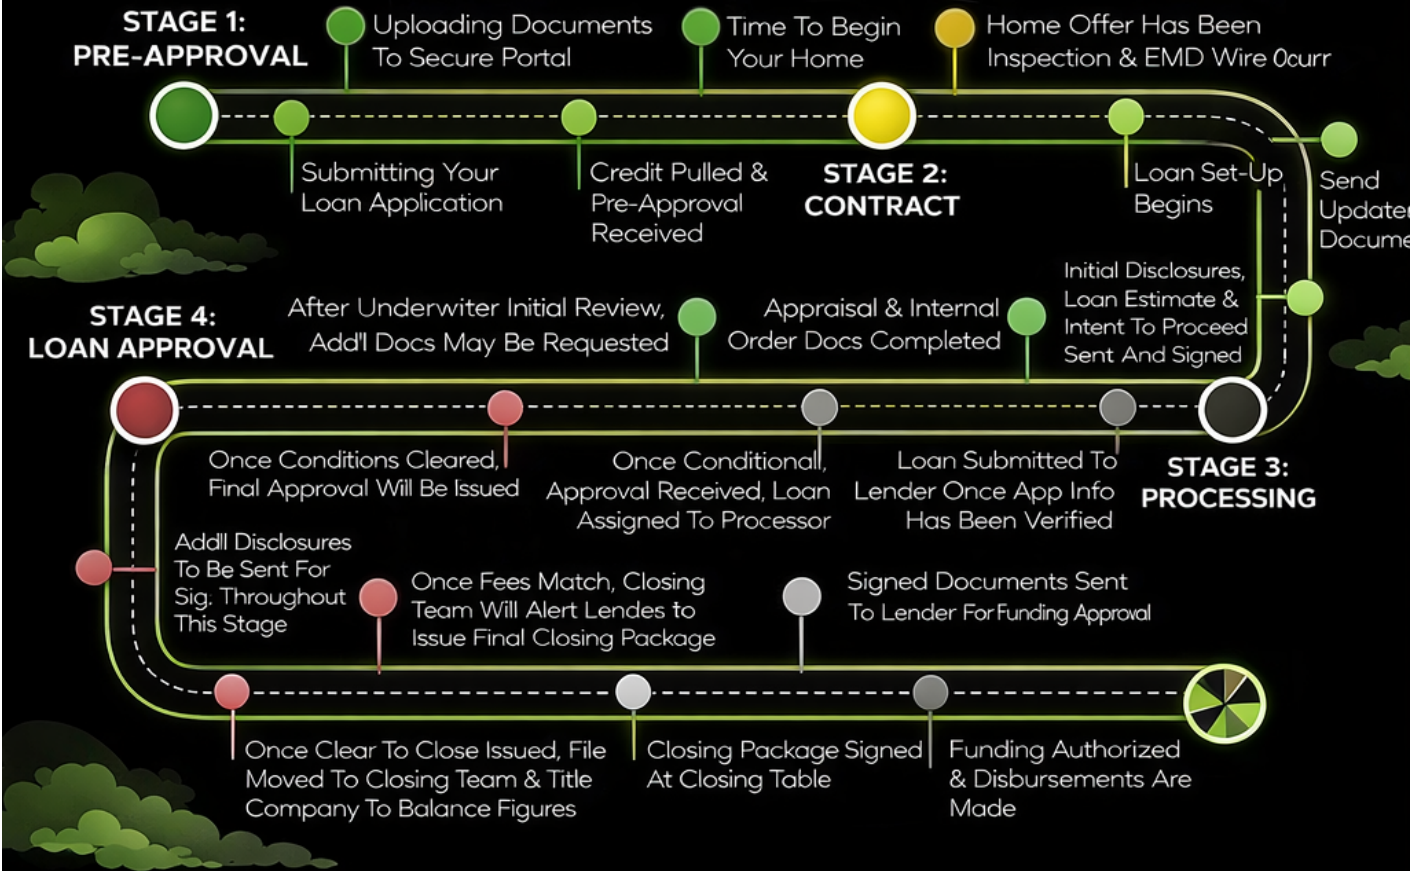 STAGE 1:
PRE-APPROVAL
Submitting Your
Loan Application
Uploading Documents
To Secure Portal
Credit Pulled &
Pre-Approval
Received
Time To Begin
Your Home
STAGE 2:
CONTRACT
Home Offer Has Been
Inspection & EMD Wire Ocurr
Loan Set-Up
Begins
Send
Update
Docume
Initial Disclosures,
Loan Estimate &
Intent To Proceed
Sent And Signed
STAGE 3:
PROCESSING
Loan Submitted To
Lender Once App Info
Has Been Verified
Appraisal & Internal
Order Docs Completed
Once Conditional,
Approval Received, Loan
Assigned To Processor
After Underwiter Initial Review,
Add'l Docs May Be Requested
Once Conditions Cleared,
Final Approval Will Be Issued
STAGE 4:
LOAN APPROVAL
Add'll Disclosures
To Be Sent For
Sig. Throughout
This Stage
Once Clear To Close Issued, File
Moved To Closing Team & Title
Company To Balance Figures
Once Fees Match, Closing
Team Will Alert Lendes to
Issue Final Closing Package
Closing Package Signed
At Closing Table
Signed Documents Sent
To Lender For Funding Approval
Funding Authorized
& Disbursements Are
Made